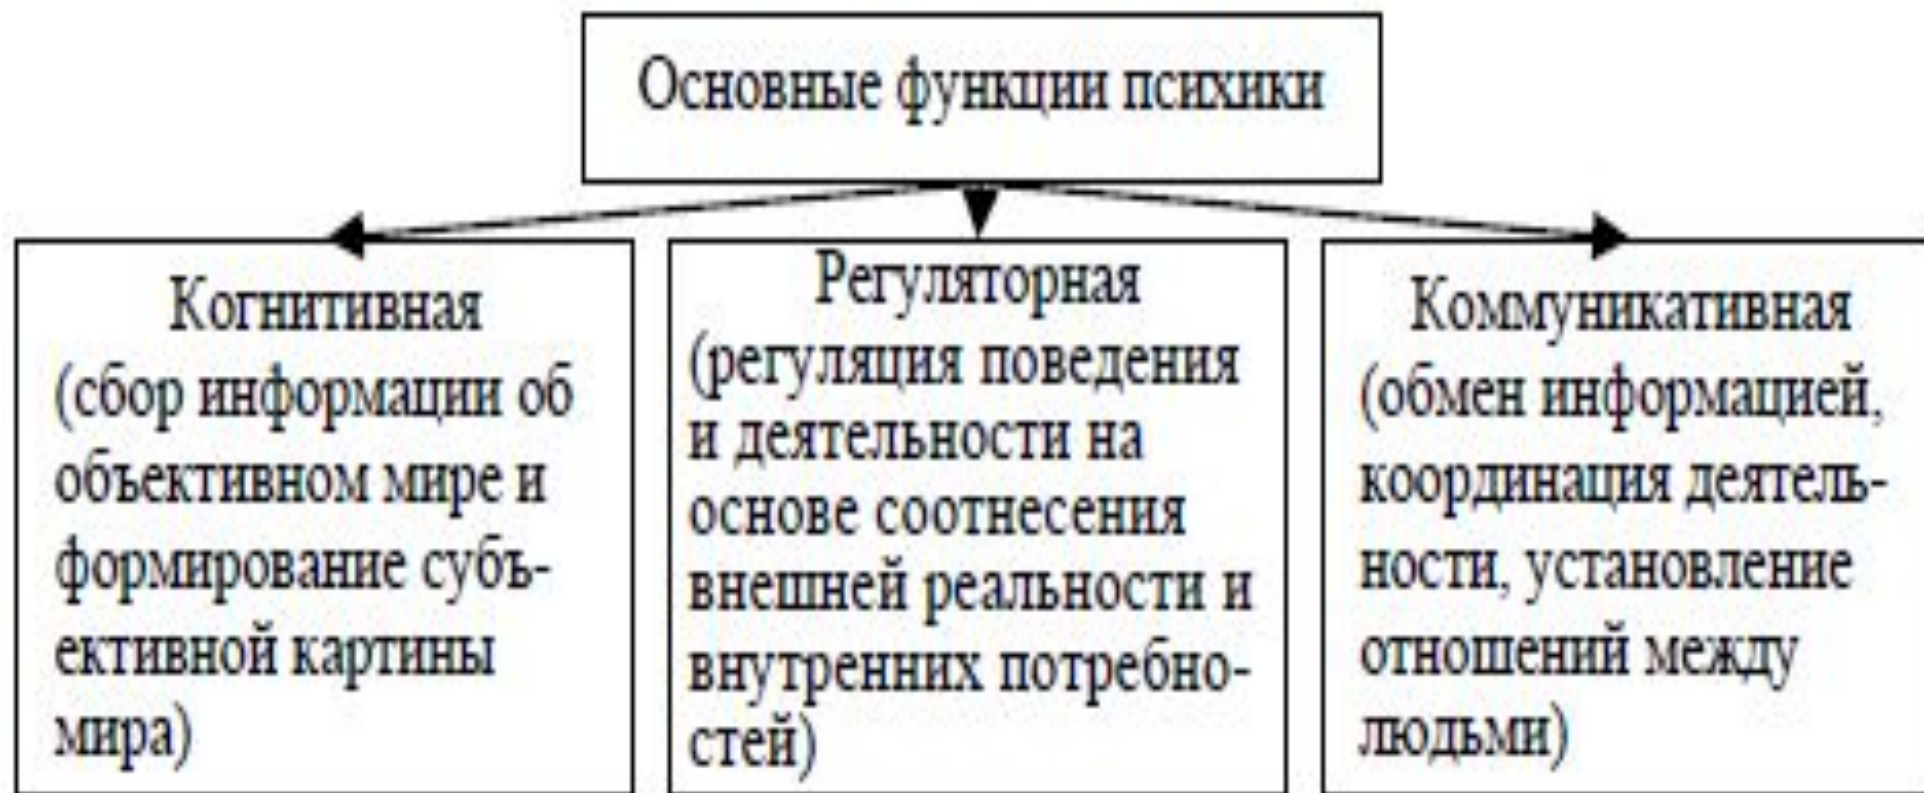 Основные функции психики
Когнитивная
(сбор информации об
объективном мире и
формирование субъ-
ективной картины
мира)
Регуляторная
(регуляция поведения
и деятельности на
основе соотнесения
внешней реальности и
внутренних потребно-
стей)
Коммуникативная
(обмен информацией,
координация деятель-
ности, установление
отношений между
людьми)